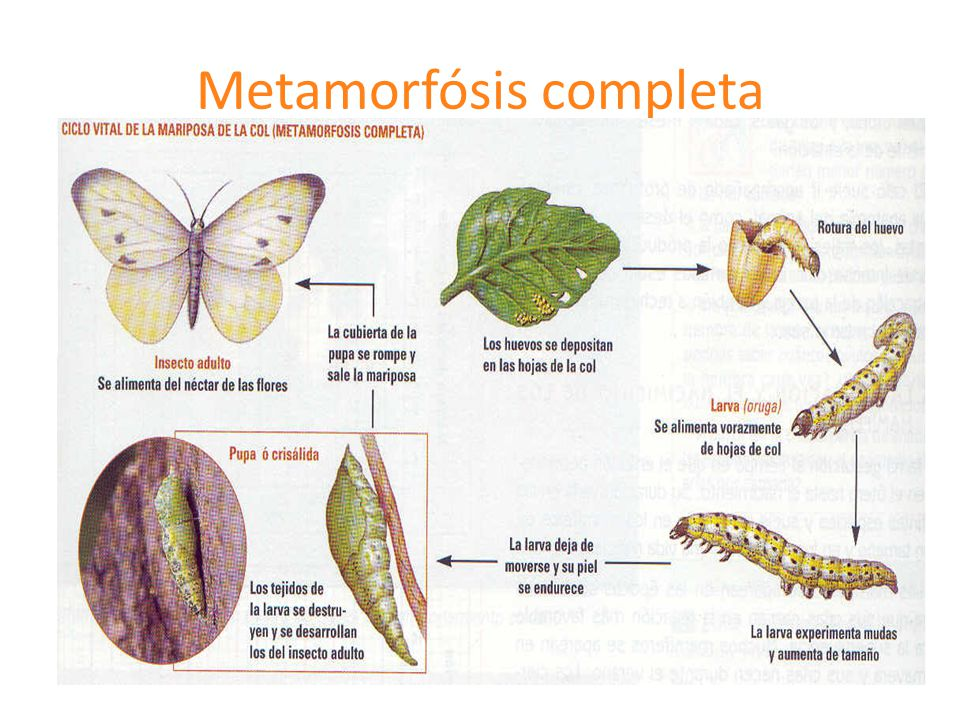 Metamorfósis completa
CICLO VITAL DE LA MARIPOSA DE LA COL (METAMORFOSIS COMPLETA)
Rotura del huevo
La cubierta de la
pupa se rompe y
sale la mariposa
Los huevos se depositan
en las hojas de la col
Insecto adulto
Se alimenta del néctar de las flores
Larva (oruga)
Se alimenta vorazmente
de hojas de col
Pupa ó crisálida
La larva deja de
moverse y su piel
se endurece
Los tejidos de
la larva se destru-
yen y se desarrollan
los del insecto adulto
La larva experimenta mudas
y aumenta de tamaño